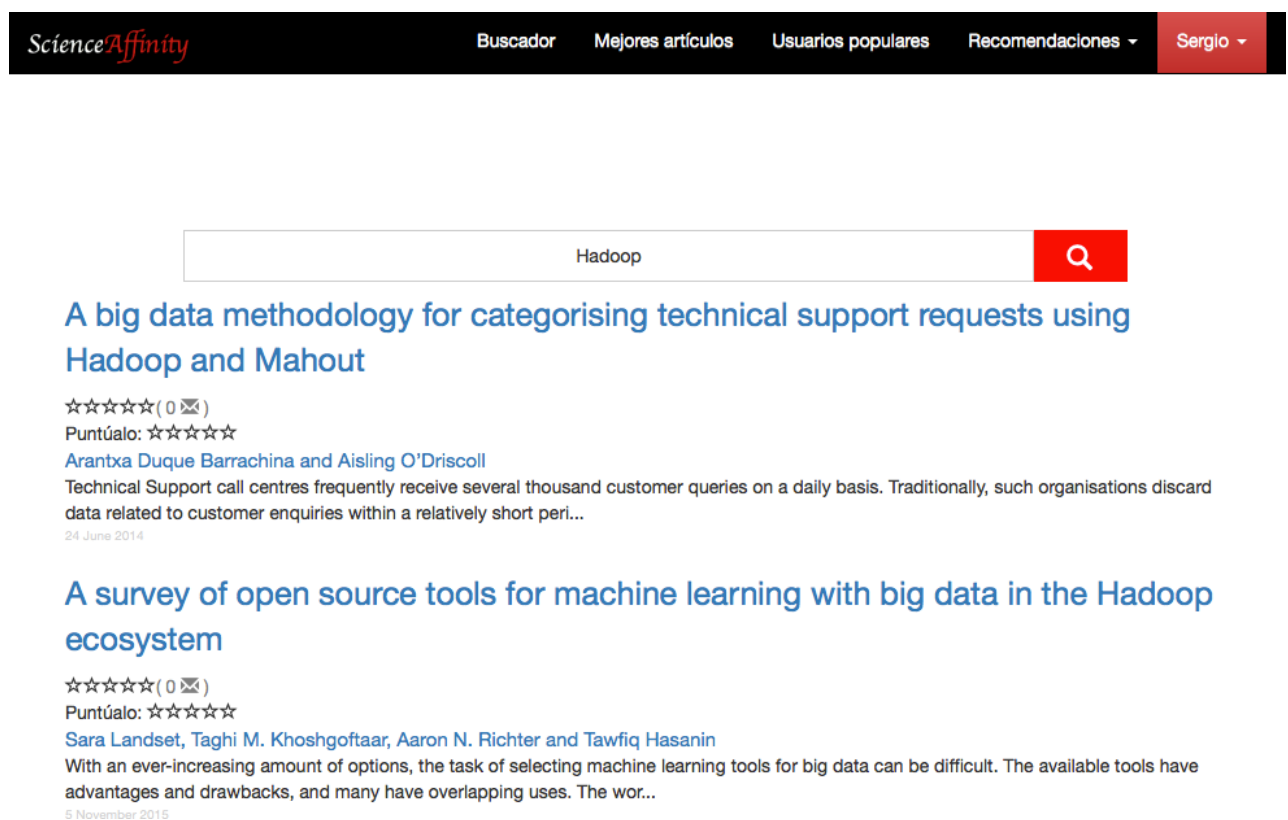 ScienceAffinity Buscador Mejores artículos Usuarios populares Recomendaciones Sergio
Hadoop
A big data methodology for categorising technical support requests using
Hadoop and Mahout
☆☆☆☆☆( 0 ✉ )
Puntúalo: ☆☆☆☆☆
Arantxa Duque Barrachina and Aisling O'Driscoll
Technical Support call centres frequently receive several thousand customer queries on a daily basis. Traditionally, such organisations discard
data related to customer enquiries within a relatively short peri...
24 June 2014
A survey of open source tools for machine learning with big data in the Hadoop
ecosystem
☆☆☆☆☆( 0 ✉ )
Puntúalo: ☆☆☆☆☆
Sara Landset, Taghi M. Khoshgoftaar, Aaron N. Richter and Tawfiq Hasanin
With an ever-increasing amount of options, the task of selecting machine learning tools for big data can be difficult. The available tools have
advantages and drawbacks, and many have overlapping uses. The wor...
5 November 2015